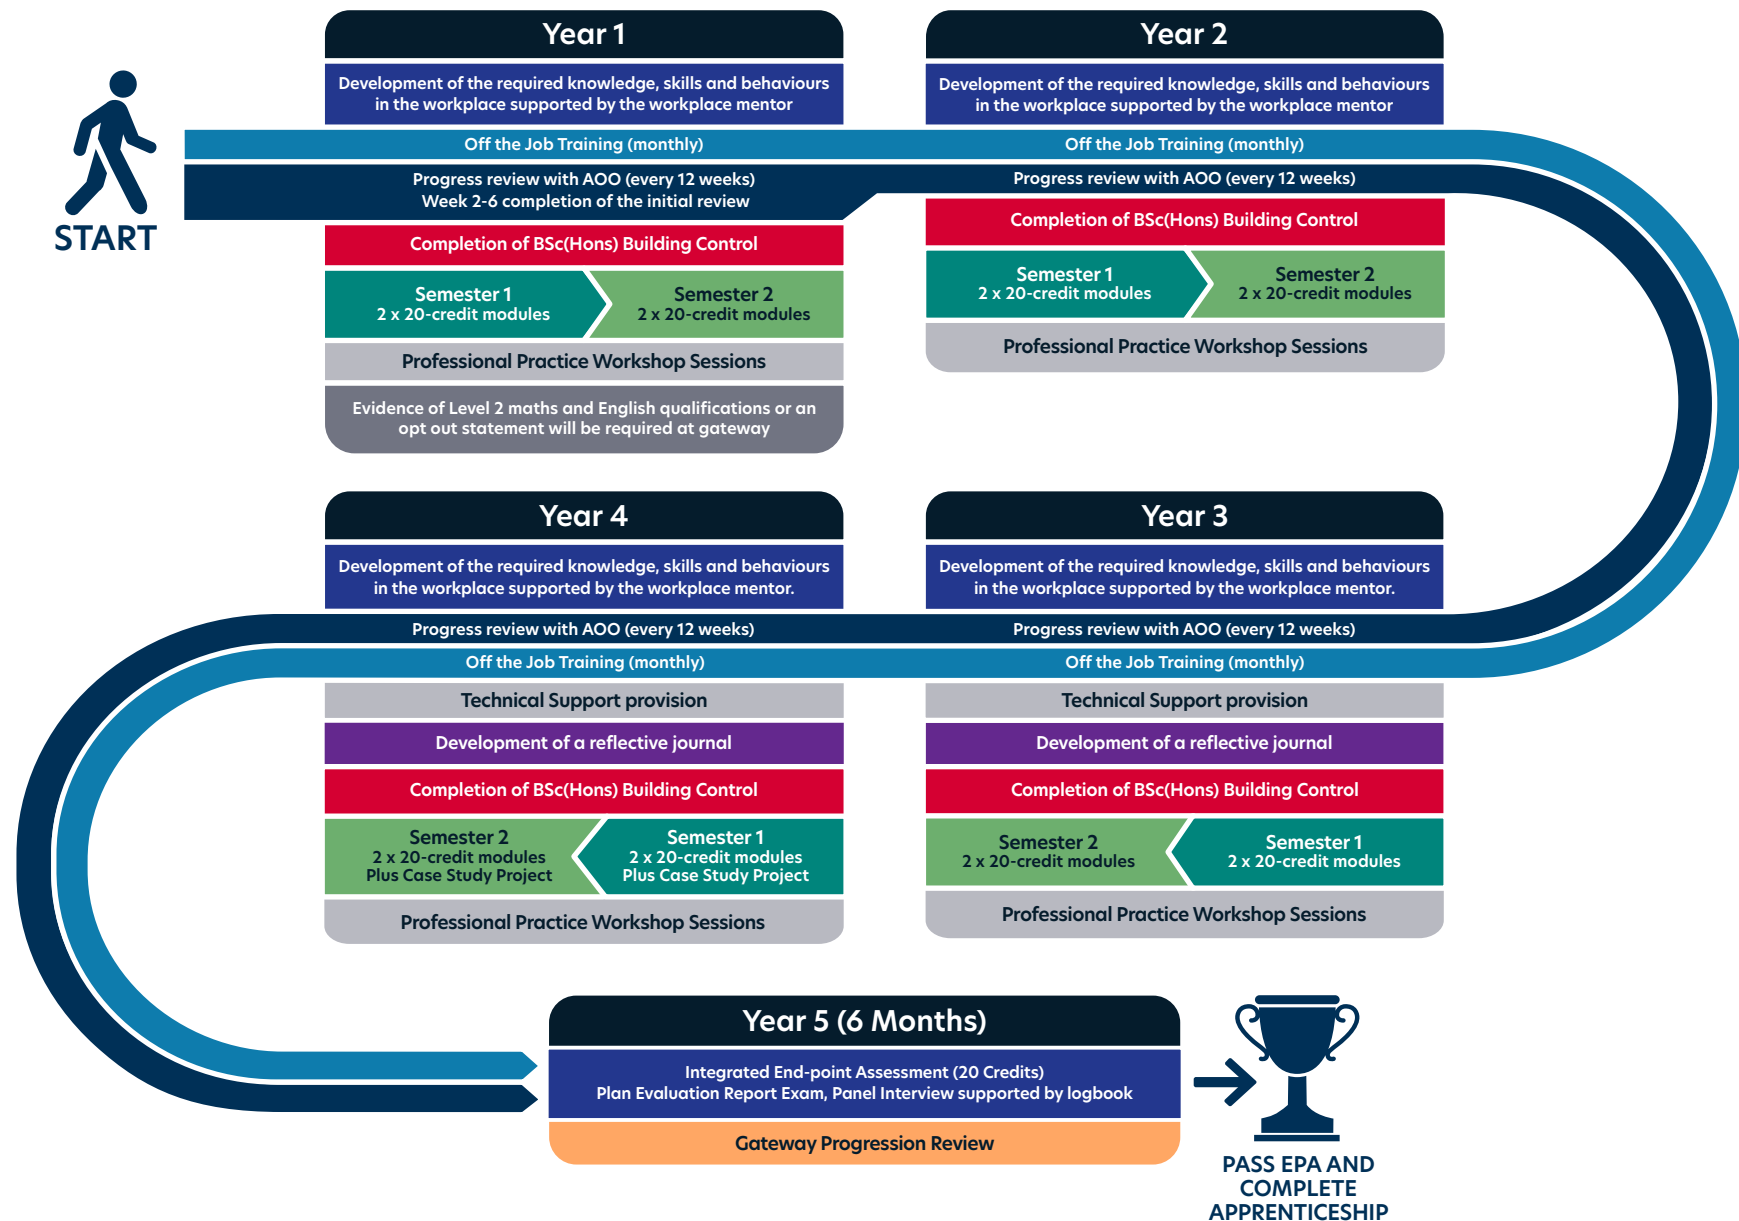 START
Year 1
Development of the required knowledge, skills and behaviours
in the workplace supported by the workplace mentor
Off the Job Training (monthly)
Progress review with AOO (every 12 weeks)
Week 2-6 completion of the initial review
Completion of BSc(Hons) Building Control
Semester 1
2 x 20-credit modules
Semester 2
2 x 20-credit modules
Professional Practice Workshop Sessions
Evidence of Level 2 maths and English qualifications or an
opt out statement will be required at gateway
Year 2
Development of the required knowledge, skills and behaviours
in the workplace supported by the workplace mentor
Off the Job Training (monthly)
Progress review with AOO (every 12 weeks)
Completion of BSc(Hons) Building Control
Semester 1
2 x 20-credit modules
Semester 2
2 x 20-credit modules
Professional Practice Workshop Sessions
Year 3
Development of the required knowledge, skills and behaviours
in the workplace supported by the workplace mentor.
Progress review with AOO (every 12 weeks)
Off the Job Training (monthly)
Technical Support provision
Development of a reflective journal
Completion of BSc(Hons) Building Control
Semester 1
2 x 20-credit modules
Semester 2
2 x 20-credit modules
Professional Practice Workshop Sessions
Year 4
Development of the required knowledge, skills and behaviours
in the workplace supported by the workplace mentor.
Progress review with AOO (every 12 weeks)
Off the Job Training (monthly)
Technical Support provision
Development of a reflective journal
Completion of BSc(Hons) Building Control
Semester 1
2 x 20-credit modules
Plus Case Study Project
Semester 2
2 x 20-credit modules
Plus Case Study Project
Professional Practice Workshop Sessions
Year 5 (6 Months)
Integrated End-point Assessment (20 Credits)
Plan Evaluation Report Exam, Panel Interview supported by logbook
Gateway Progression Review
PASS EPA AND
COMPLETE
APPRENTICESHIP